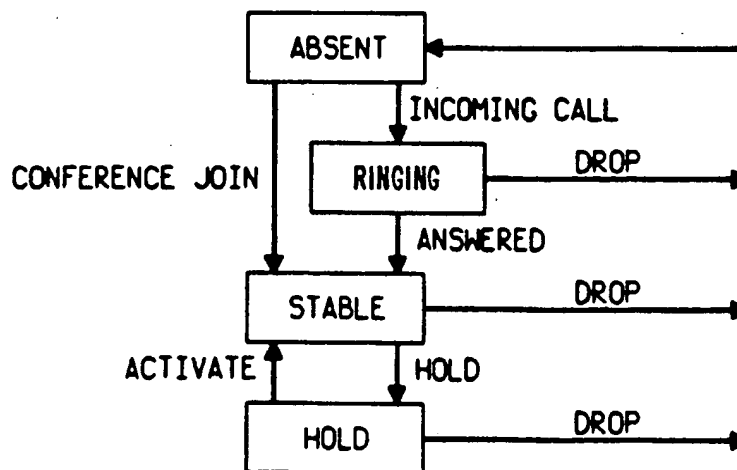 ABSENT
INCOMING CALL
CONFERENCE JOIN
RINGING
DROP
ANSWERED
STABLE
DROP
ACTIVATE
HOLD
HOLD
DROP